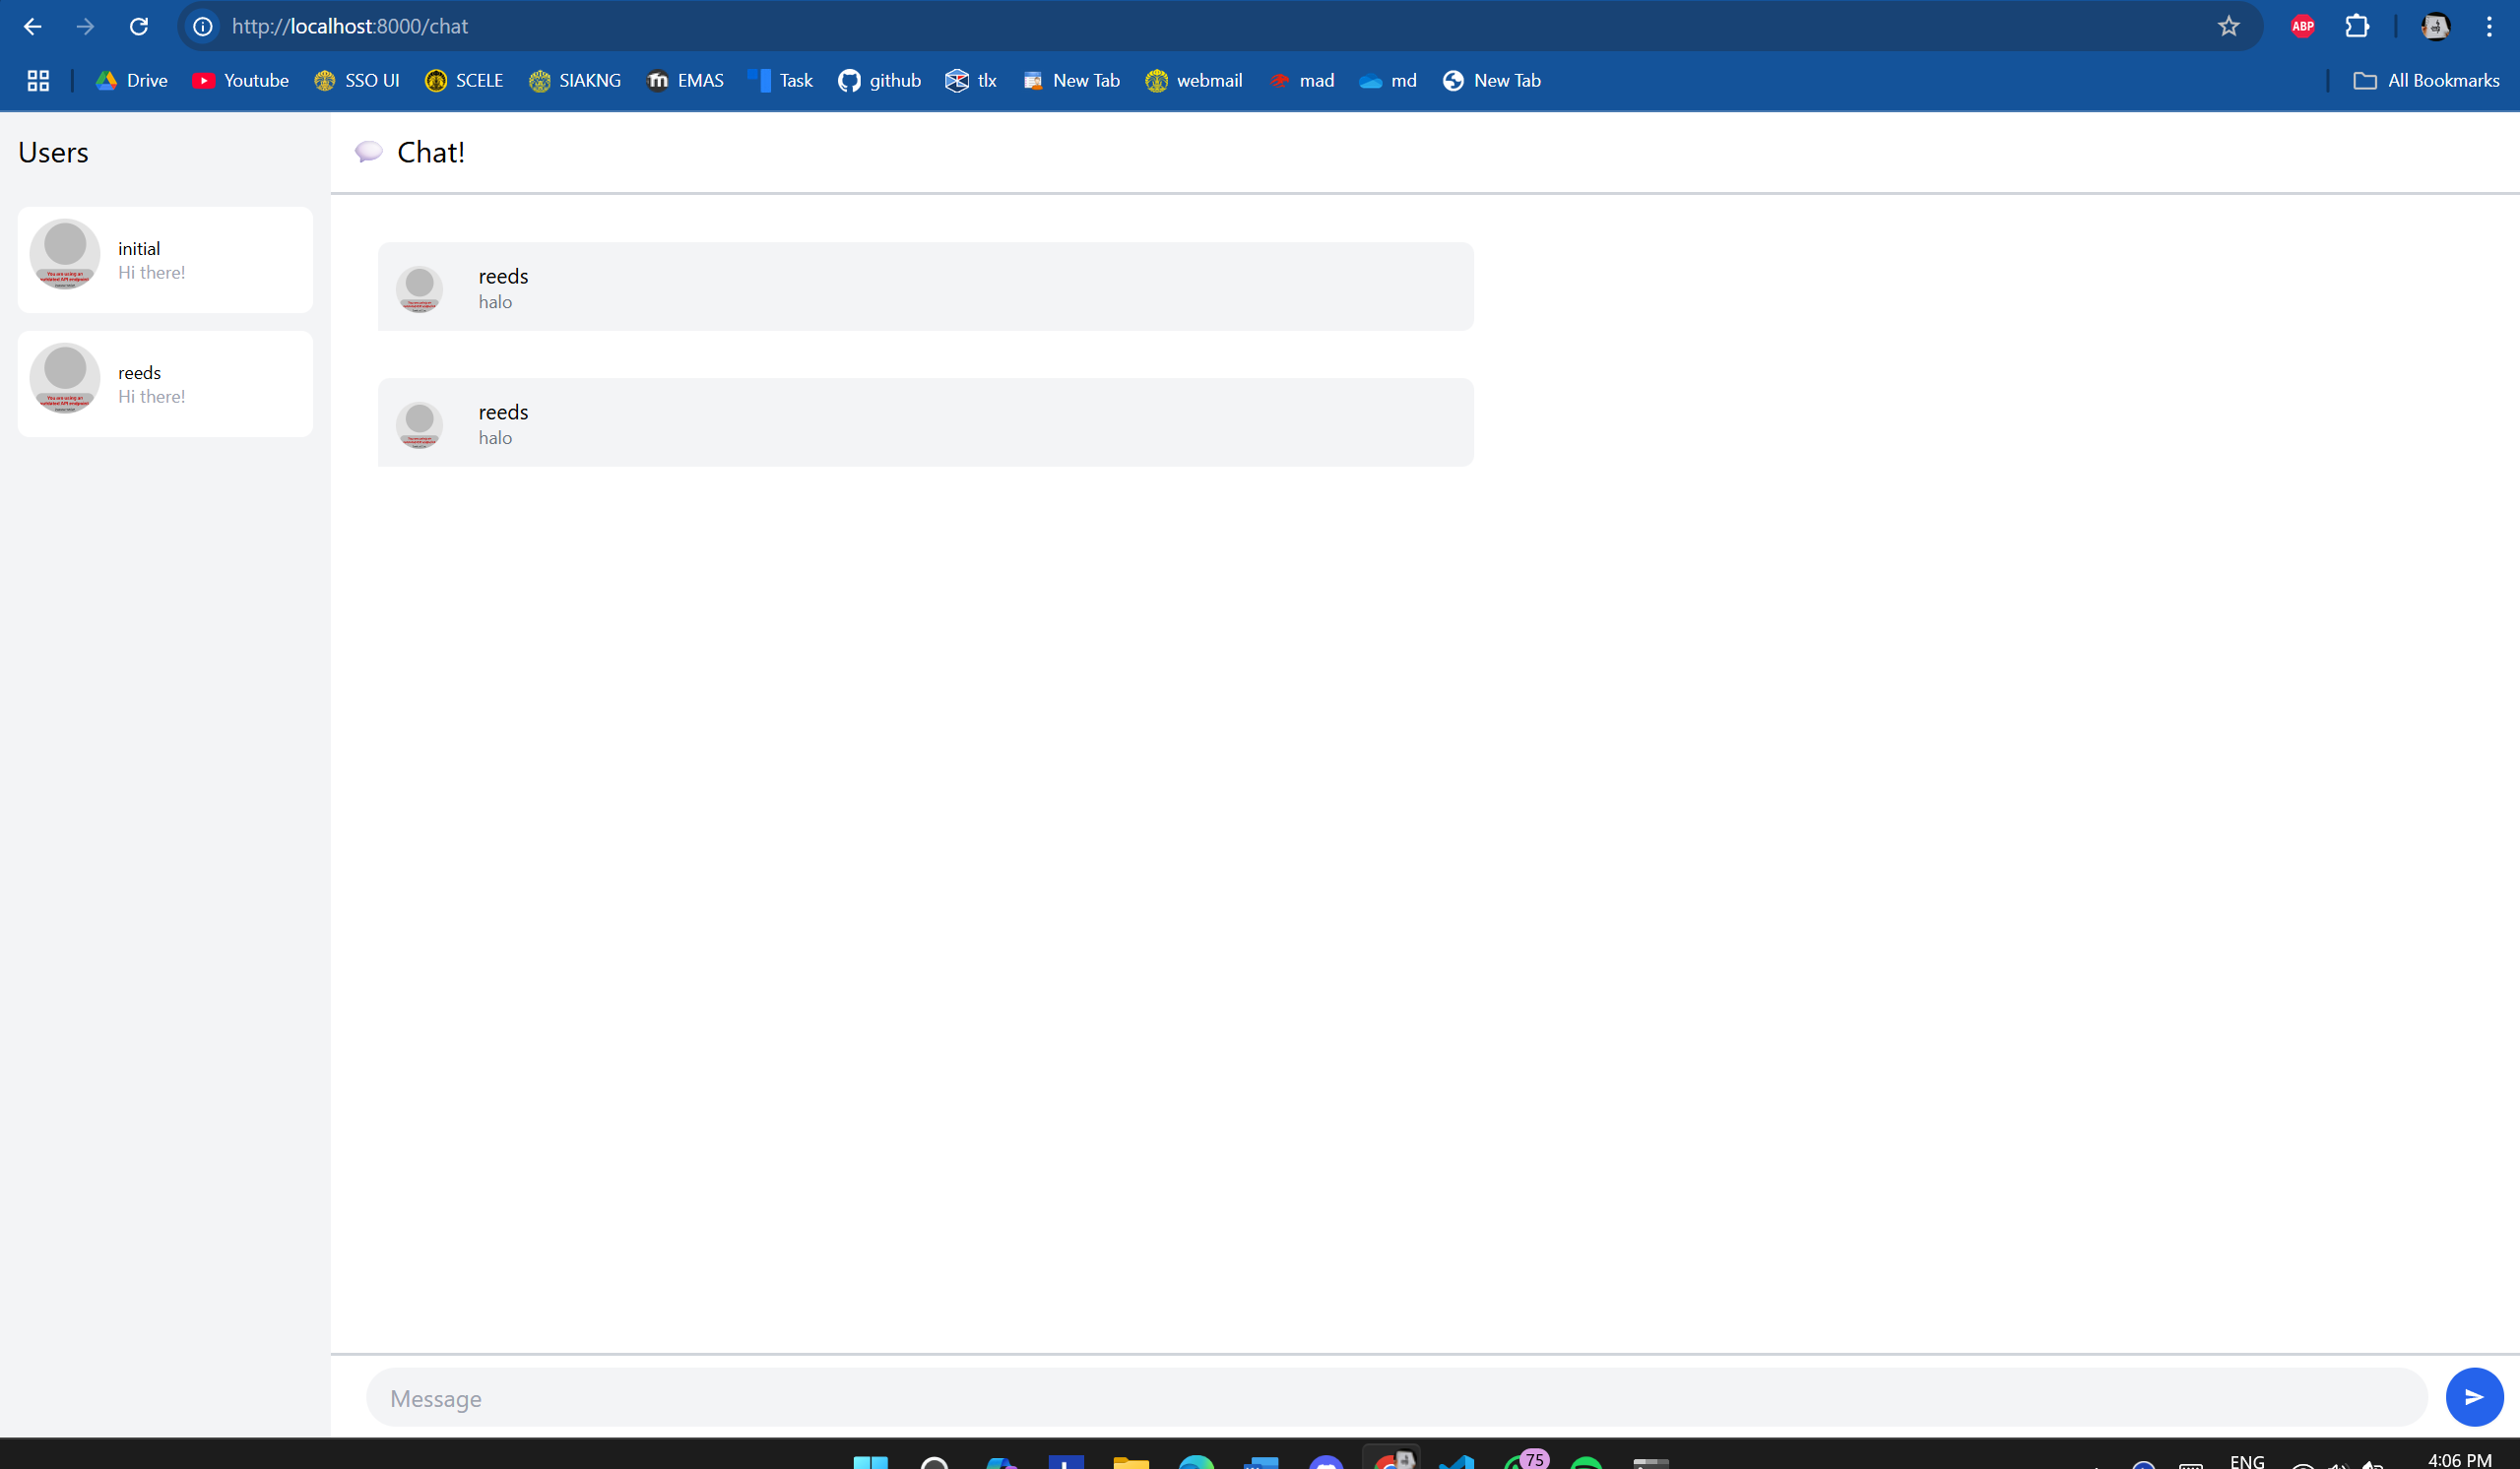 http://localhost:8000/chat
ABP
Drive
Youtube
SSO UI
SCELE
SIAKNG
EMAS
Task
github
tlx
New Tab
webmail
mad
md
New Tab
All Bookmarks
Users
Chat!
initial
Hi there!
reeds
Hi there!
reeds
halo
reeds
halo
Message
75
ENG
4:06 PM